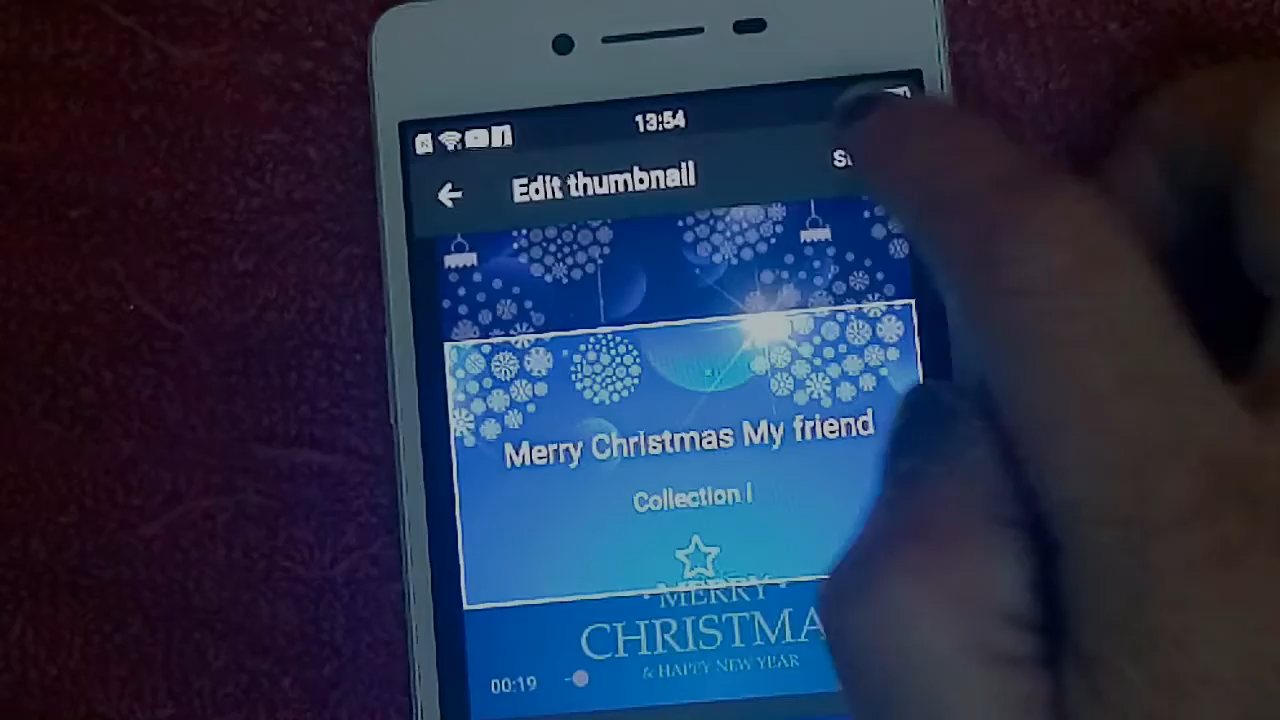 13:54
Edit thumbnail
Merry Christmas My friend
Collection I
MERRY
CHRISTMA
& HAPPY NEW YEAR
00:19